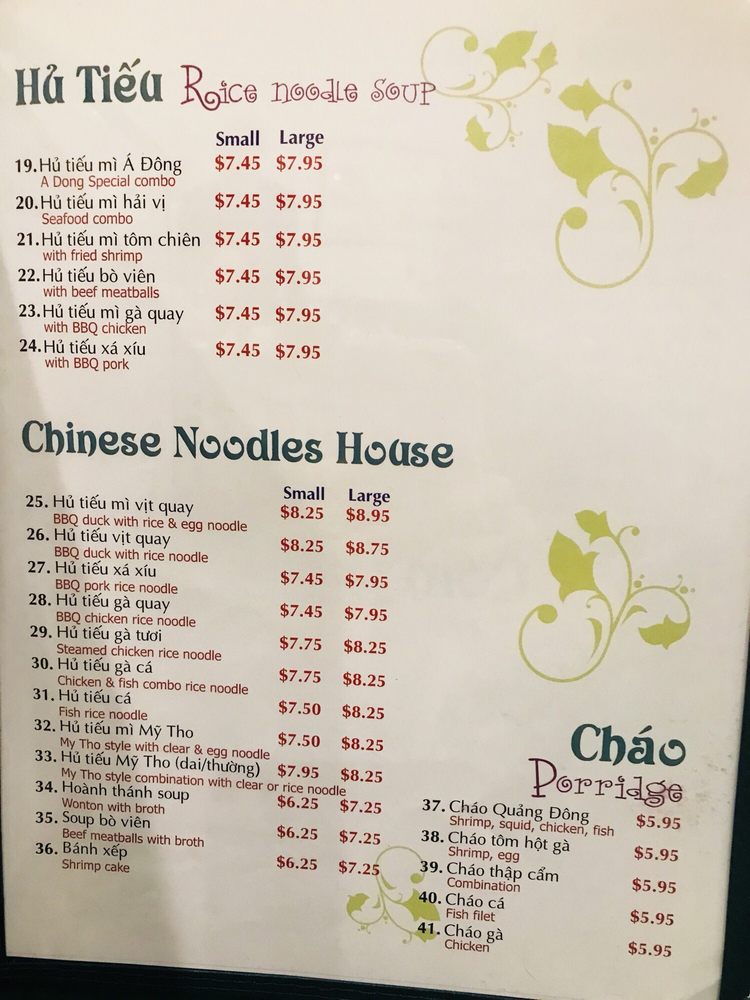 Hủ Tiếu Rice noodle soup
Small Large
19. Hủ tiếu mì Á Đông $7.45 $7.95
A Dong Special combo
20. Hủ tiếu mì hải vị $7.45 $7.95
Seafood combo
21. Hủ tiếu mì tôm chiên $7.45 $7.95
with fried shrimp
22. Hủ tiếu bò viên $7.45 $7.95
with beef meatballs
23. Hủ tiếu mì gà quay $7.45 $7.95
with BBQ chicken
24. Hủ tiếu xá xíu $7.45 $7.95
with BBQ pork
Chinese Noodles House
Small Large
25. Hủ tiếu mì vịt quay $8.25 $8.95
BBQ duck with rice & egg noodle
26. Hủ tiếu vịt quay $8.25 $8.75
BBQ duck with rice noodle
27. Hủ tiếu xá xíu $7.45 $7.95
BBQ pork rice noodle
28. Hủ tiếu gà quay $7.45 $7.95
BBQ chicken rice noodle
29. Hủ tiếu gà tươi $7.75 $8.25
Steamed chicken rice noodle
30. Hủ tiếu gà cá $7.75 $8.25
Chicken & fish combo rice noodle
31. Hủ tiếu cá $7.50 $8.25
Fish rice noodle
32. Hủ tiếu mì Mỹ Tho $7.50 $8.25
My Tho style with clear & egg noodle
33. Hủ tiếu Mỹ Tho (dai/thường) $7.95 $8.25
My Tho style combination with clear or rice noodle
34. Hoành thánh soup $6.25 $7.25
Wonton with broth
35. Soup bò viên $6.25 $7.25
Beef meatballs with broth
36. Bánh xếp $6.25 $7.25
Shrimp cake
Cháo
Porridge
37. Cháo Quảng Đông $5.95
Shrimp, squid, chicken, fish
38. Cháo tôm hột gà $5.95
Shrimp, egg
39. Cháo thập cẩm $5.95
Combination
40. Cháo cá $5.95
Fish filet
41. Cháo gà $5.95
Chicken